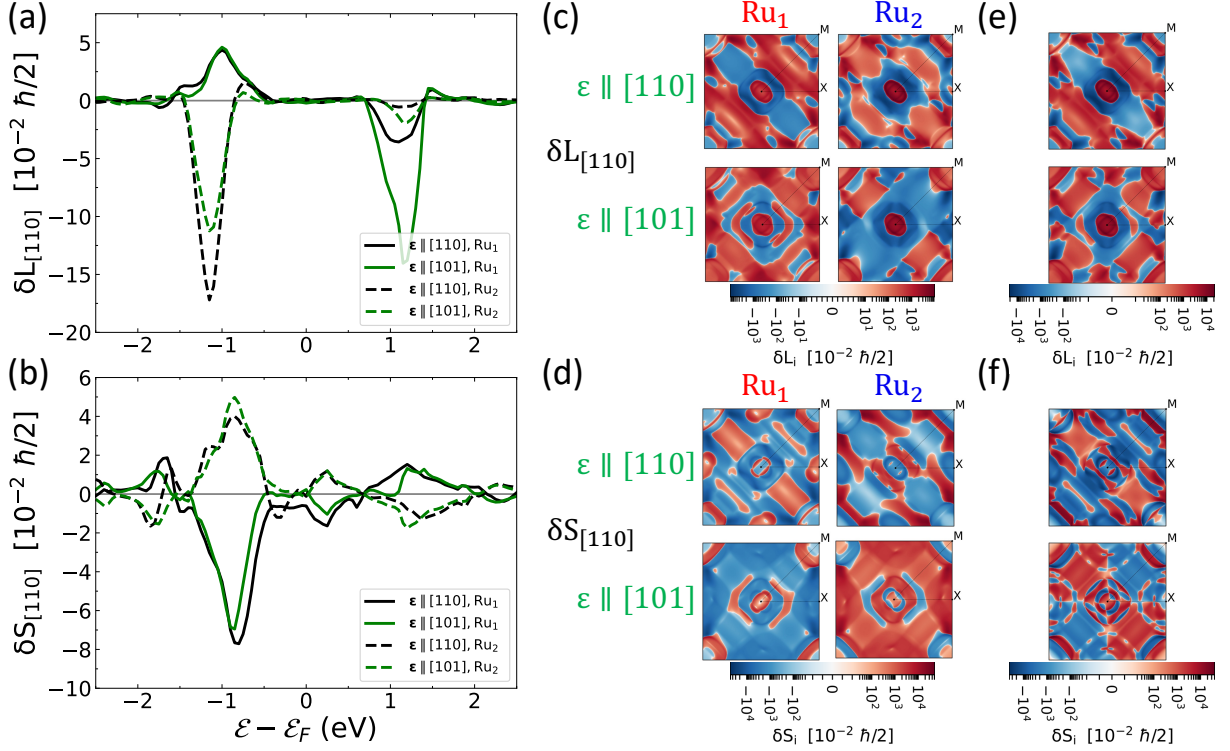 (a)
5
0
−5
−10
−15
−20
δL[110] [10⁻² ħ/2]
−2
−1
0
1
2
ε ∥ [110], Ru₁
ε ∥ [101], Ru₁
ε ∥ [110], Ru₂
ε ∥ [101], Ru₂
(b)
6
4
2
0
−2
−4
−6
−8
−10
δS[110] [10⁻² ħ/2]
−2
−1
0
1
2
ε ∥ [110], Ru₁
ε ∥ [101], Ru₁
ε ∥ [110], Ru₂
ε ∥ [101], Ru₂
ℰ − ℰF (eV)
(c)
Ru₁
Ru₂
M
M
X
X
ε ∥ [110]
δL[110]
ε ∥ [101]
M
M
X
X
−10³
−10²
−10¹
0
10¹
10²
10³
δLᵢ [10⁻² ħ/2]
(e)
M
X
M
X
−10⁴
−10³
−10²
0
10²
10³
10⁴
δLᵢ [10⁻² ħ/2]
(d)
Ru₁
Ru₂
M
M
X
X
ε ∥ [110]
δS[110]
ε ∥ [101]
M
M
X
X
−10⁴
−10³
−10²
0
10²
10³
10⁴
δSᵢ [10⁻² ħ/2]
(f)
M
X
M
X
−10⁴
−10³
−10²
0
10²
10³
10⁴
δSᵢ [10⁻² ħ/2]